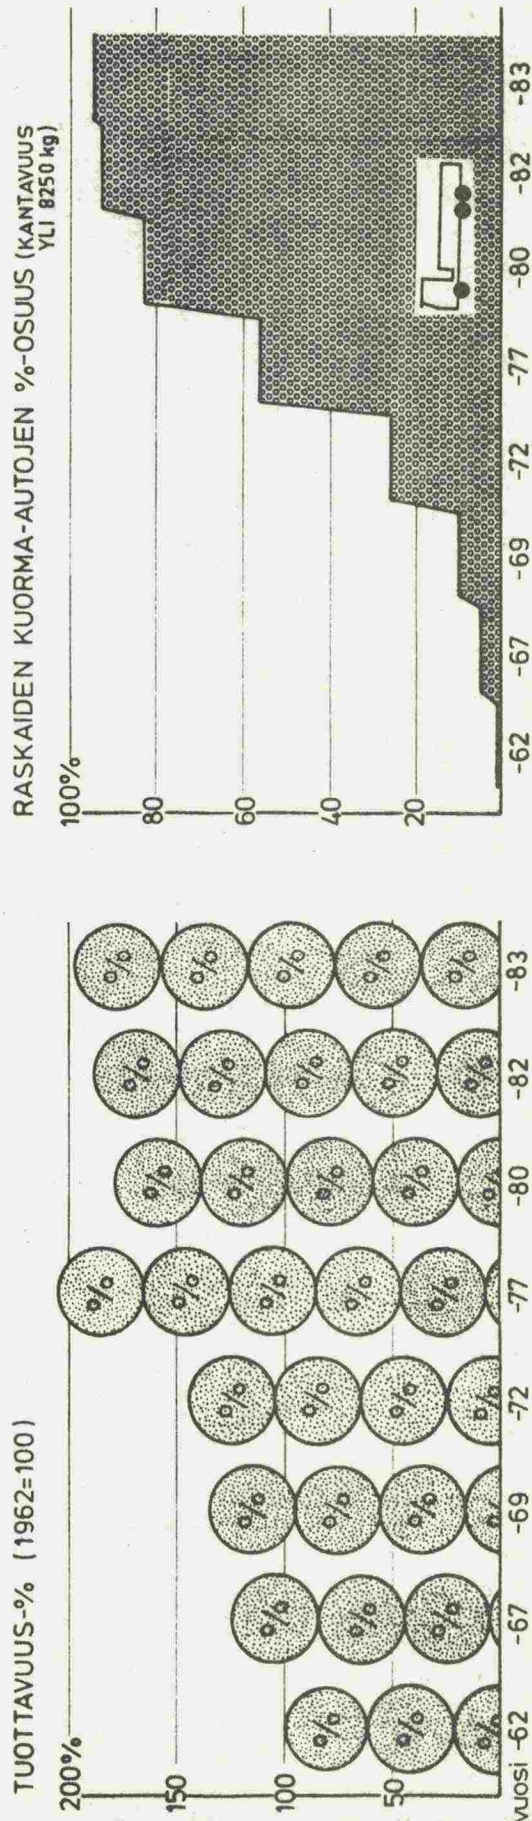 TUOTTAVUUS-% (1962=100)
200%
150
100
50
vuosi -62 -67 -69 -72 -77 -80 -82 -83
% % % % % % % %
% % % % % % % %
% % % % % % % %
% % % % % %
% %
RASKAIDEN KUORMA-AUTOJEN %-OSUUS (KANTAVUUS
YLI 8250 kg)
100%
80
60
40
20
-62 -67 -69 -72 -77 -80 -82 -83